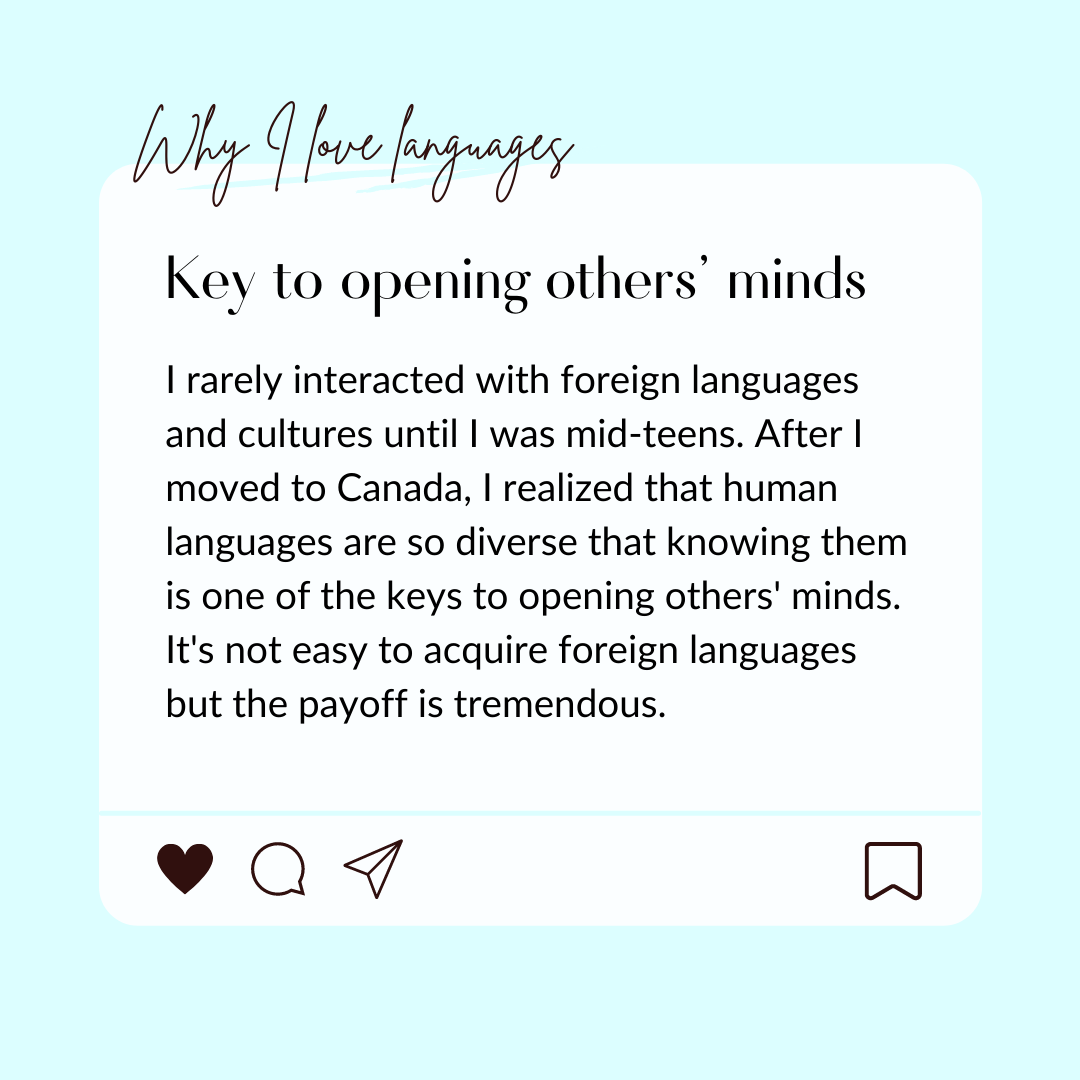 Why I love languages
Key to opening others’ minds
I rarely interacted with foreign languages
and cultures until I was mid-teens. After I
moved to Canada, I realized that human
languages are so diverse that knowing them
is one of the keys to opening others' minds.
It's not easy to acquire foreign languages
but the payoff is tremendous.